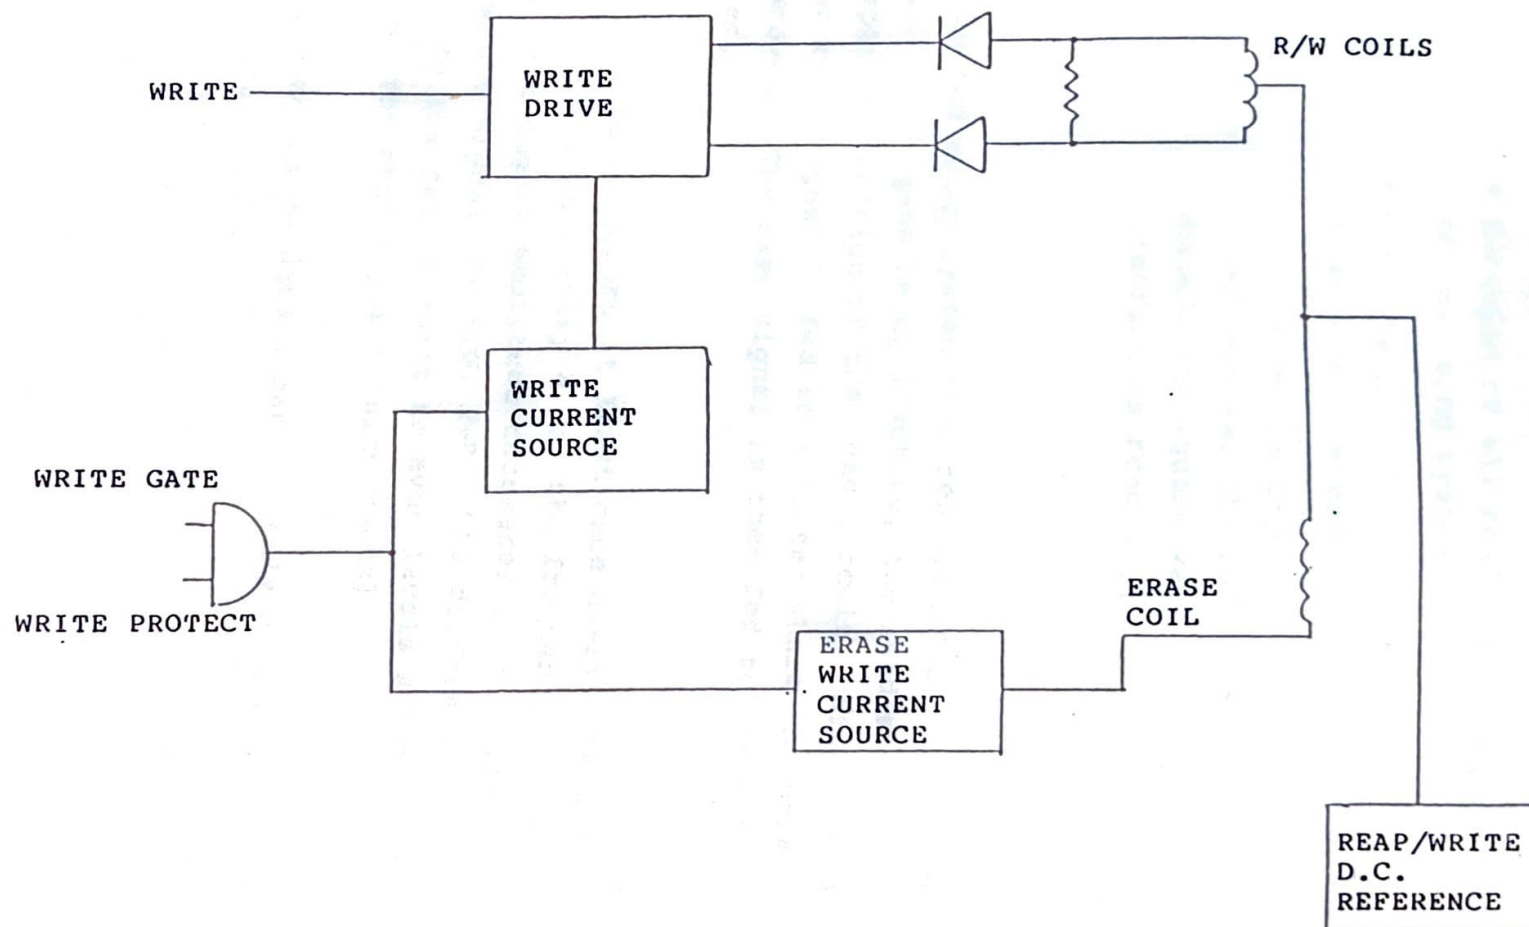 R/W COILS
WRITE
WRITE
DRIVE
WRITE
CURRENT
SOURCE
WRITE GATE
WRITE PROTECT
ERASE
COIL
ERASE
WRITE
CURRENT
SOURCE
REAP/WRITE
D.C.
REFERENCE